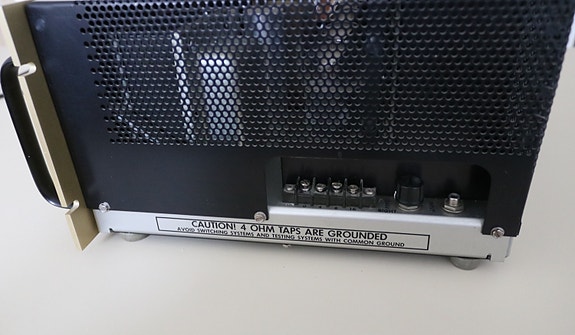 CAUTION! 4 OHM TAPS ARE GROUNDED
AVOID SWITCHING SYSTEMS AND TESTING SYSTEMS WITH COMMON GROUND